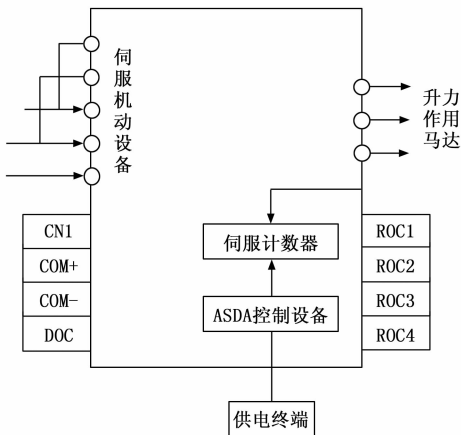 伺服机动设备
升力
作用
马达
CN1
COM+
COM-
DOC
伺服计数器
ASDA控制设备
ROC1
ROC2
ROC3
ROC4
供电终端